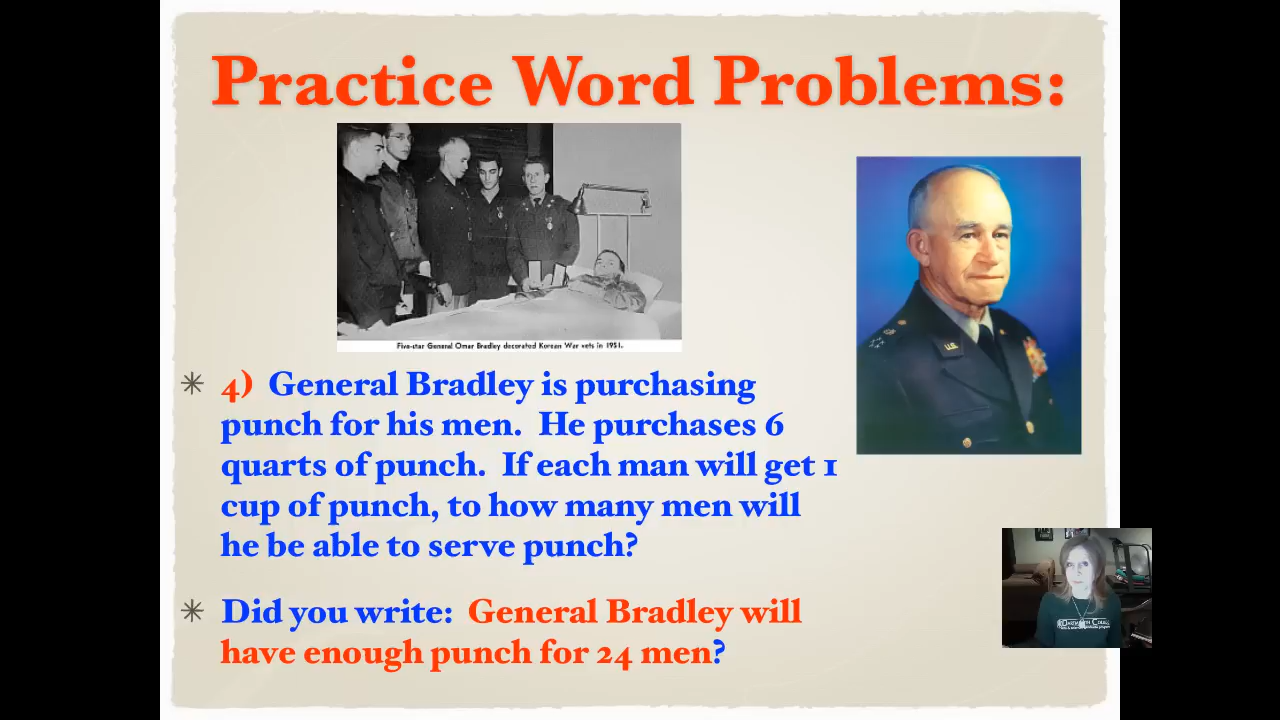 Practice Word Problems:
Five-star General Omar Bradley decorated Korean War vets in 1951.
U.S.
4) General Bradley is purchasing
punch for his men. He purchases 6
quarts of punch. If each man will get 1
cup of punch, to how many men will
he be able to serve punch?
Did you write: General Bradley will
have enough punch for 24 men?